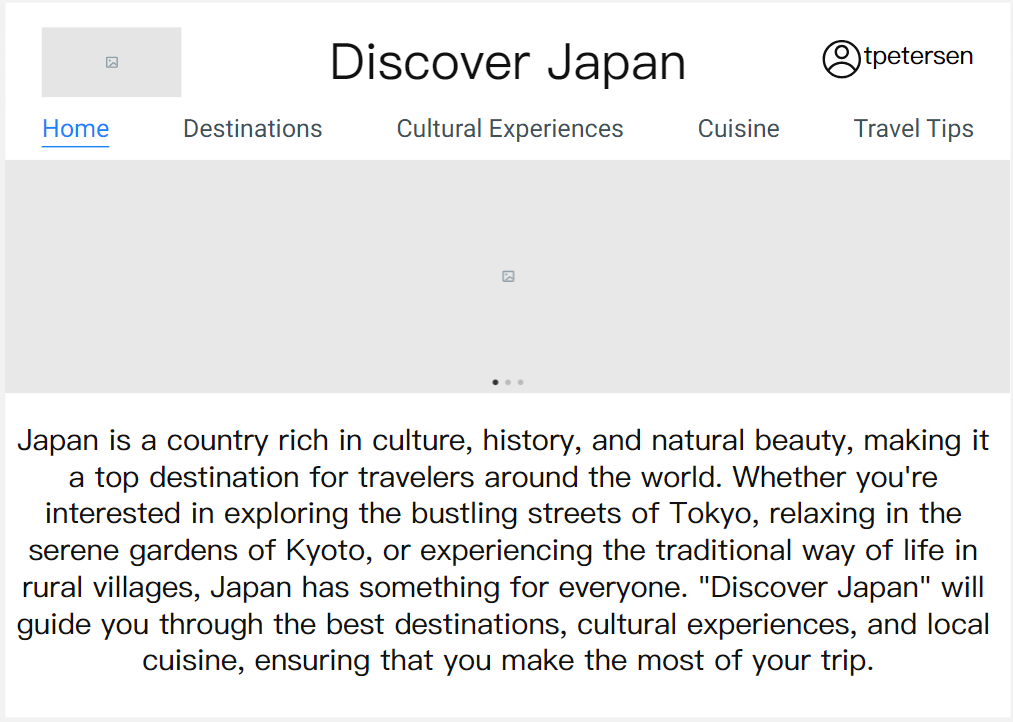 Discover Japan
tpetersen
Home
Destinations
Cultural Experiences
Cuisine
Travel Tips
Japan is a country rich in culture, history, and natural beauty, making it
a top destination for travelers around the world. Whether you're
interested in exploring the bustling streets of Tokyo, relaxing in the
serene gardens of Kyoto, or experiencing the traditional way of life in
rural villages, Japan has something for everyone. "Discover Japan" will
guide you through the best destinations, cultural experiences, and local
cuisine, ensuring that you make the most of your trip.